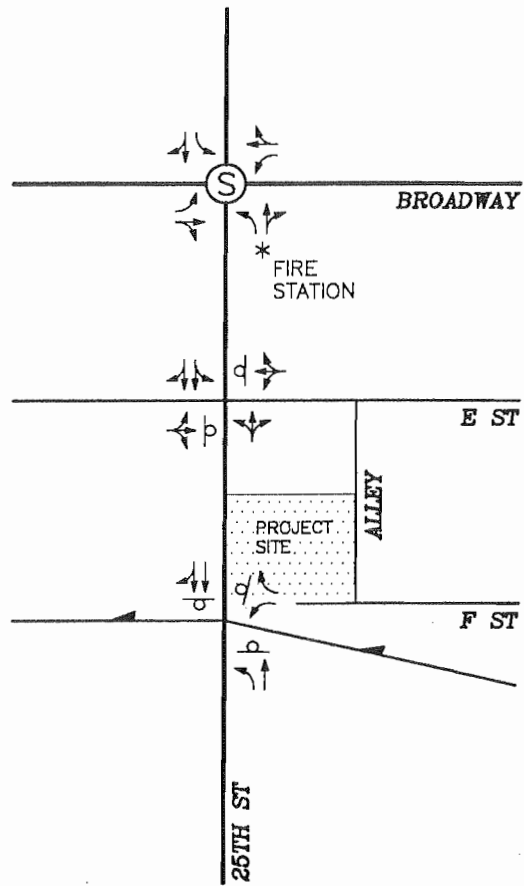 S
BROADWAY
FIRE
STATION
E ST
ALLEY
PROJECT
SITE
F ST
25TH ST